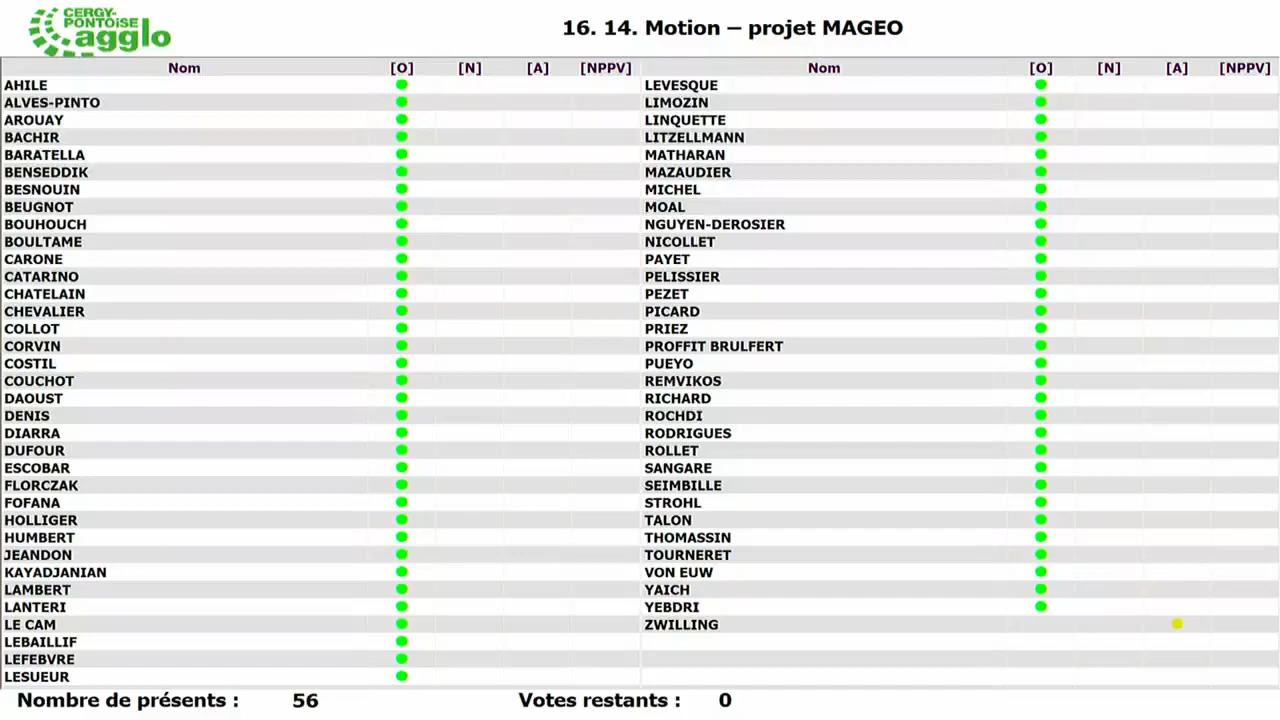 CERGY-
PONTOiSE
agglo
16. 14. Motion – projet MAGEO
Nom [O] [N] [A] [NPPV] Nom [O] [N] [A] [NPPV]
AHILE LEVESQUE
ALVES-PINTO LIMOZIN
AROUAY LINQUETTE
BACHIR LITZELLMANN
BARATELLA MATHARAN
BENSEDDIK MAZAUDIER
BESNOUIN MICHEL
BEUGNOT MOAL
BOUHOUCH NGUYEN-DEROSIER
BOULTAME NICOLLET
CARONE PAYET
CATARINO PELISSIER
CHATELAIN PEZET
CHEVALIER PICARD
COLLOT PRIEZ
CORVIN PROFFIT BRULFERT
COSTIL PUEYO
COUCHOT REMVIKOS
DAOUST RICHARD
DENIS ROCHDI
DIARRA RODRIGUES
DUFOUR ROLLET
ESCOBAR SANGARE
FLORCZAK SEIMBILLE
FOFANA STROHL
HOLLIGER TALON
HUMBERT THOMASSIN
JEANDON TOURNERET
KAYADJANIAN VON EUW
LAMBERT YAICH
LANTERI YEBDRI
LE CAM ZWILLING
LEBAILLIF
LEFEBVRE
LESUEUR
Nombre de présents : 56 Votes restants : 0